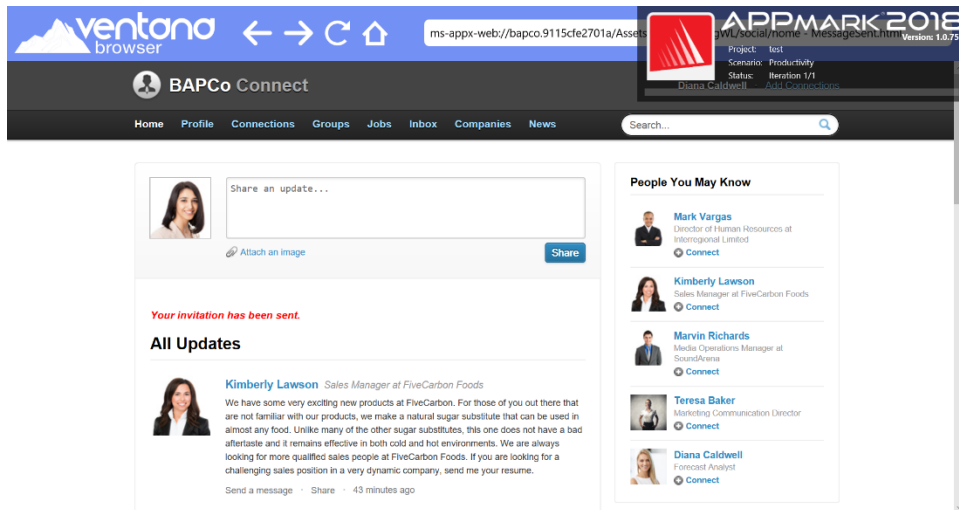 ventana
browser
ms-appx-web://bapco.9115cfe2701a/Assets
gWL/social/home - MessageSent.htm
APPMARK 2018
Version: 1.0.75
Project: test
Scenario: Productivity
Status: Iteration 1/1
BAPCo Connect
Diana Caldwell Add Connections
Home Profile Connections Groups Jobs Inbox Companies News
Search...
Share an update...
Attach an image
Share
Your invitation has been sent.
All Updates
Kimberly Lawson Sales Manager at FiveCarbon Foods
We have some very exciting new products at FiveCarbon. For those of you out there that
are not familiar with our products, we make a natural sugar substitute that can be used in
almost any food. Unlike many of the other sugar substitutes, this one does not have a bad
aftertaste and it remains effective in both cold and hot environments. We are always
looking for more qualified sales people at FiveCarbon Foods. If you are looking for a
challenging sales position in a very dynamic company, send me your resume.
Send a message · Share · 43 minutes ago
People You May Know
Mark Vargas
Director of Human Resources at
Interregional Limited
Connect
Kimberly Lawson
Sales Manager at FiveCarbon Foods
Connect
Marvin Richards
Media Operations Manager at
SoundArena
Connect
Teresa Baker
Marketing Communication Director
Connect
Diana Caldwell
Forecast Analyst
Connect